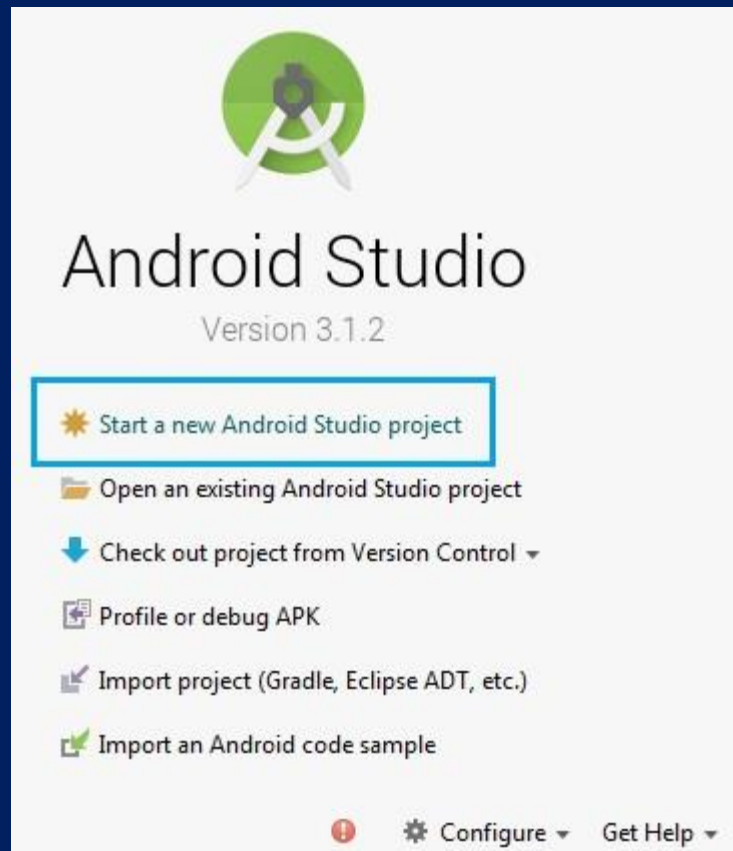 Android Studio
Version 3.1.2
Start a new Android Studio project
Open an existing Android Studio project
Check out project from Version Control
Profile or debug APK
Import project (Gradle, Eclipse ADT, etc.)
Import an Android code sample
Configure Get Help